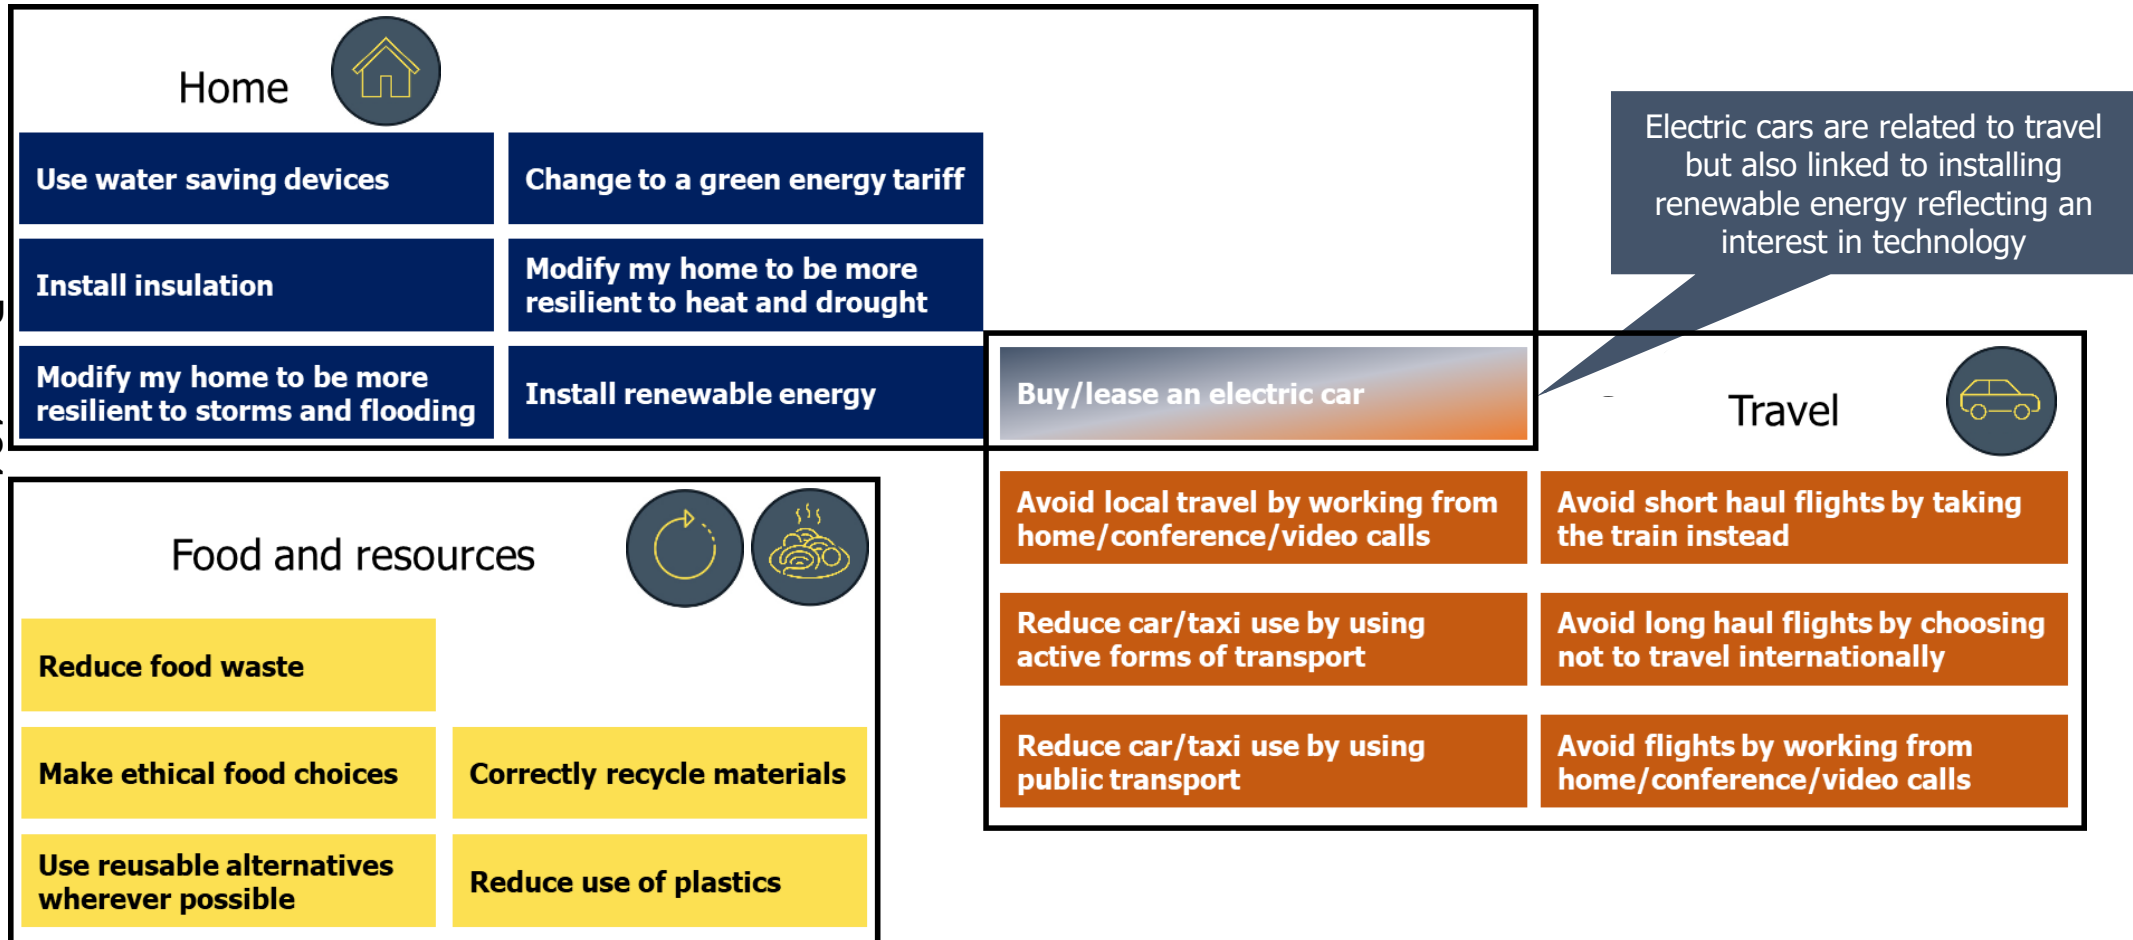 Home
Use water saving devices
Change to a green energy tariff
Install insulation
Modify my home to be more
resilient to heat and drought
Modify my home to be more
resilient to storms and flooding
Install renewable energy
Buy/lease an electric car
Electric cars are related to travel
but also linked to installing
renewable energy reflecting an
interest in technology
Travel
Avoid local travel by working from
home/conference/video calls
Avoid short haul flights by taking
the train instead
Reduce car/taxi use by using
active forms of transport
Avoid long haul flights by choosing
not to travel internationally
Reduce car/taxi use by using
public transport
Avoid flights by working from
home/conference/video calls
Food and resources
Reduce food waste
Make ethical food choices
Correctly recycle materials
Use reusable alternatives
wherever possible
Reduce use of plastics